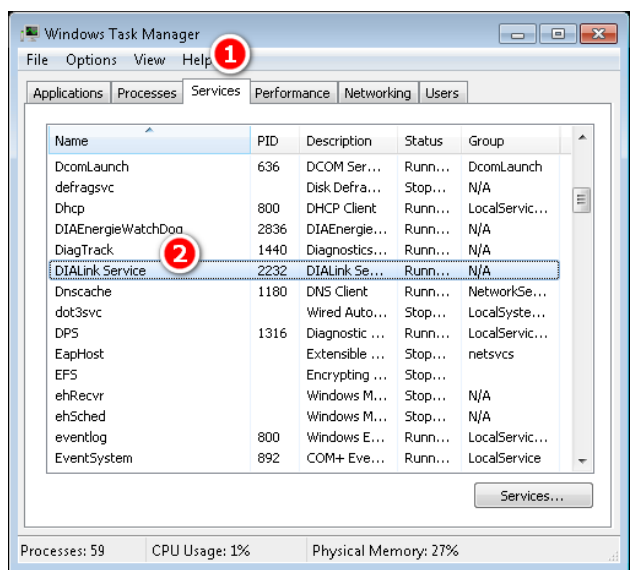 Windows Task Manager
File Options View Help
1
Applications Processes Services Performance Networking Users
Name PID Description Status Group
DcomLaunch 636 DCOM Ser... Runn... DcomLaunch
defragsvc Disk Defra... Stop... N/A
Dhcp 800 DHCP Client Runn... LocalServic...
DIAEnergieWatchDog 2836 DIAEnergie... Runn... N/A
DiagTrack 1440 Diagnostics... Runn... N/A
2
DIALink Service 2232 DIALink Se... Runn... N/A
Dnscache 1180 DNS Client Runn... NetworkSe...
dot3svc Wired Auto... Stop... LocalSyste...
DPS 1316 Diagnostic ... Runn... LocalServic...
EapHost Extensible ... Stop... netsvcs
EFS Encrypting ... Stop...
ehRecvr Windows M... Stop... N/A
ehSched Windows M... Stop... N/A
eventlog 800 Windows E... Runn... LocalServic...
EventSystem 892 COM+ Eve... Runn... LocalService
Services...
Processes: 59 CPU Usage: 1% Physical Memory: 27%